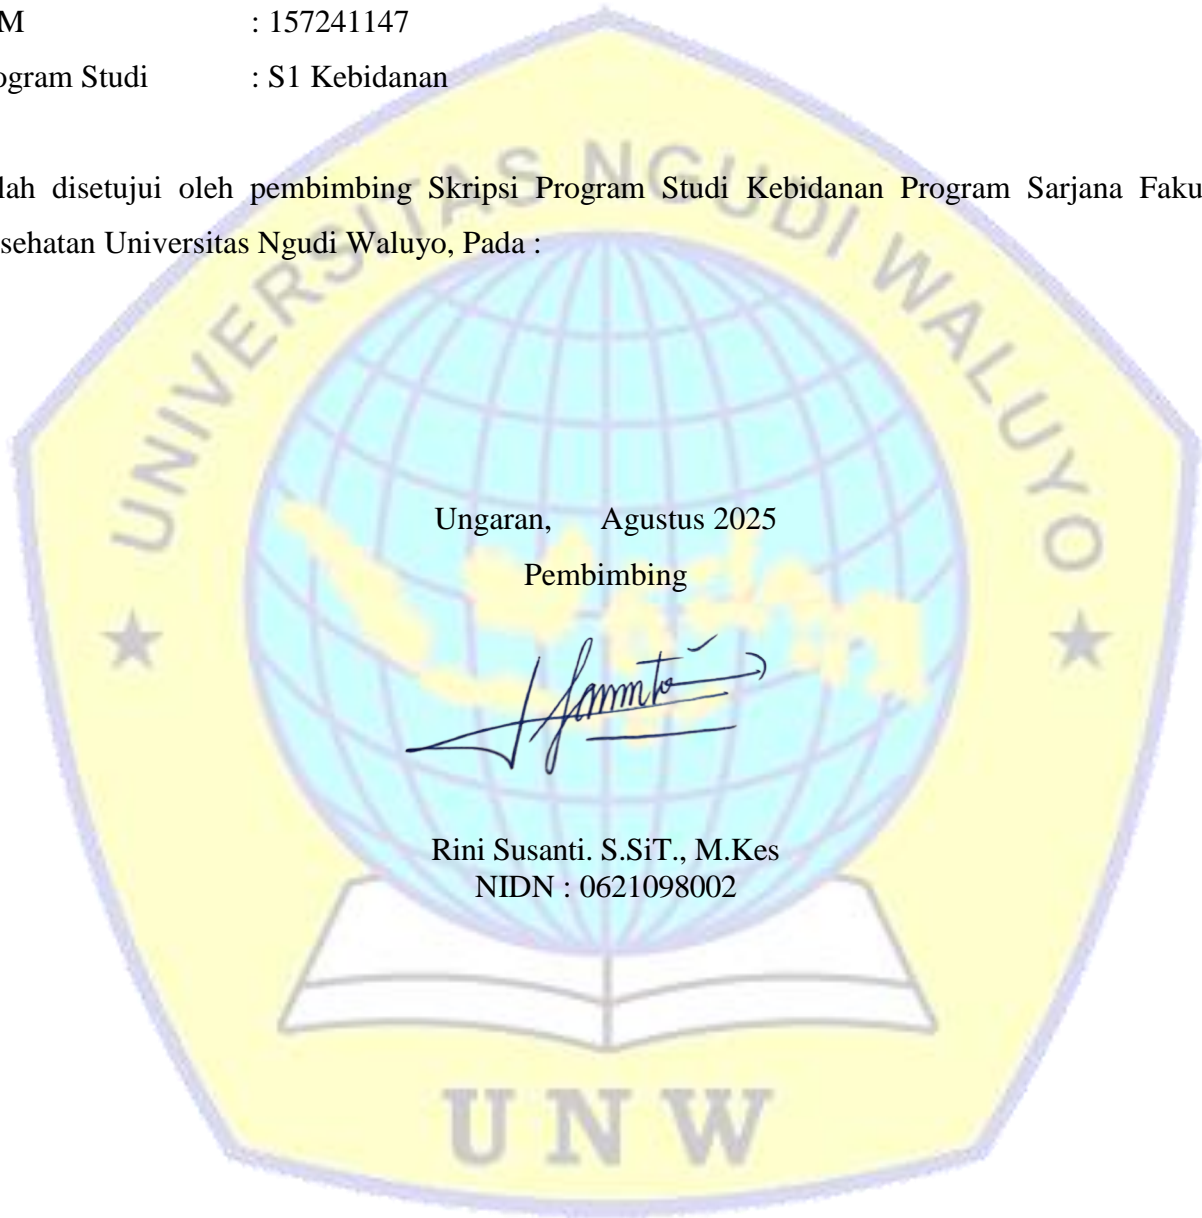 M : 157241147
ogram Studi : S1 Kebidanan
lah disetujui oleh pembimbing Skripsi Program Studi Kebidanan Program Sarjana Faku
sehatan Universitas Ngudi Waluyo, Pada :
UNIVERSITAS NGUDI WALUYO
Ungaran, Agustus 2025
Pembimbing
Rini Susanti. S.SiT., M.Kes
NIDN : 0621098002
UNW